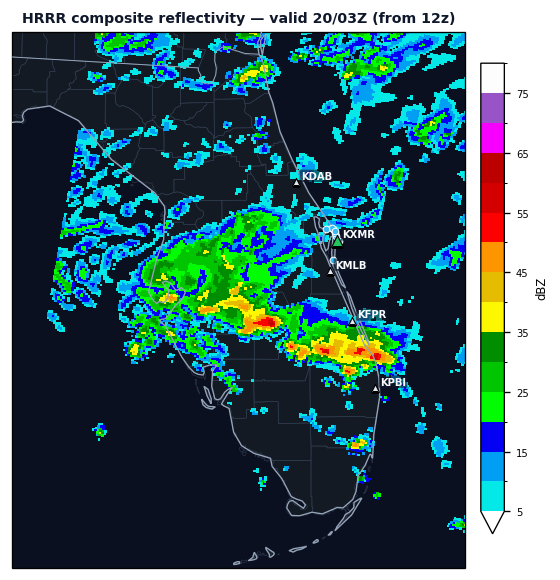 HRRR composite reflectivity — valid 20/03Z (from 12z)
KDAB
KXMR
KMLB
KFPR
KPBI
75
65
55
45
35
25
15
5
dBZ